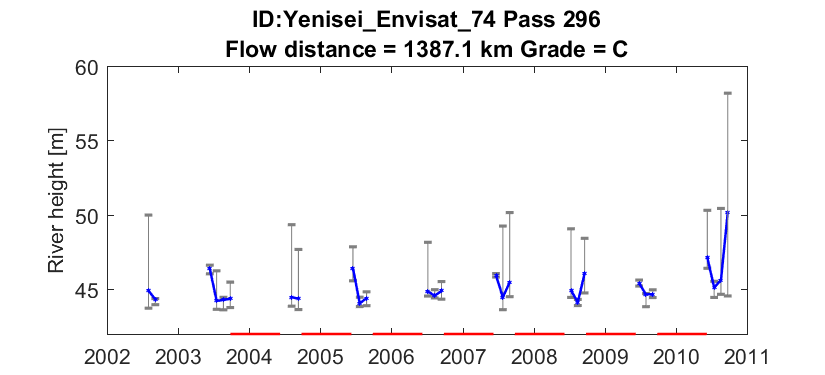 ID:Yenisei_Envisat_74 Pass 296
Flow distance = 1387.1 km Grade = C
River height [m]
60
55
50
45
2002 2003 2004 2005 2006 2007 2008 2009 2010 2011